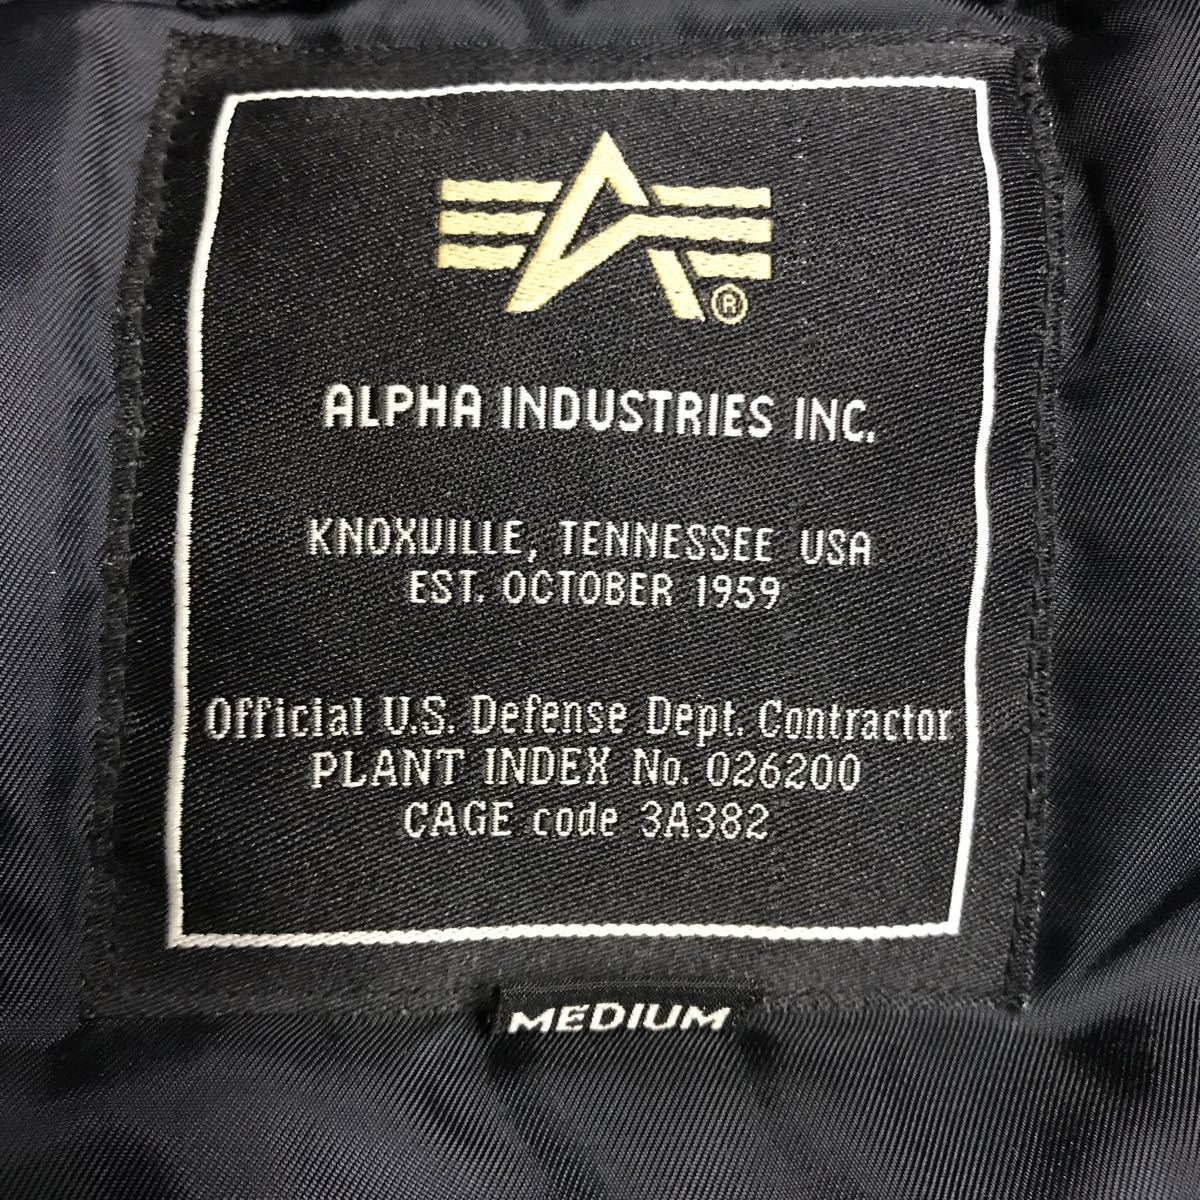 ®
ALPHA INDUSTRIES INC.
KNOXVILLE, TENNESSEE USA
EST. OCTOBER 1959
Official U.S. Defense Dept. Contractor
PLANT INDEX No. 026200
CAGE code 3A382
MEDIUM